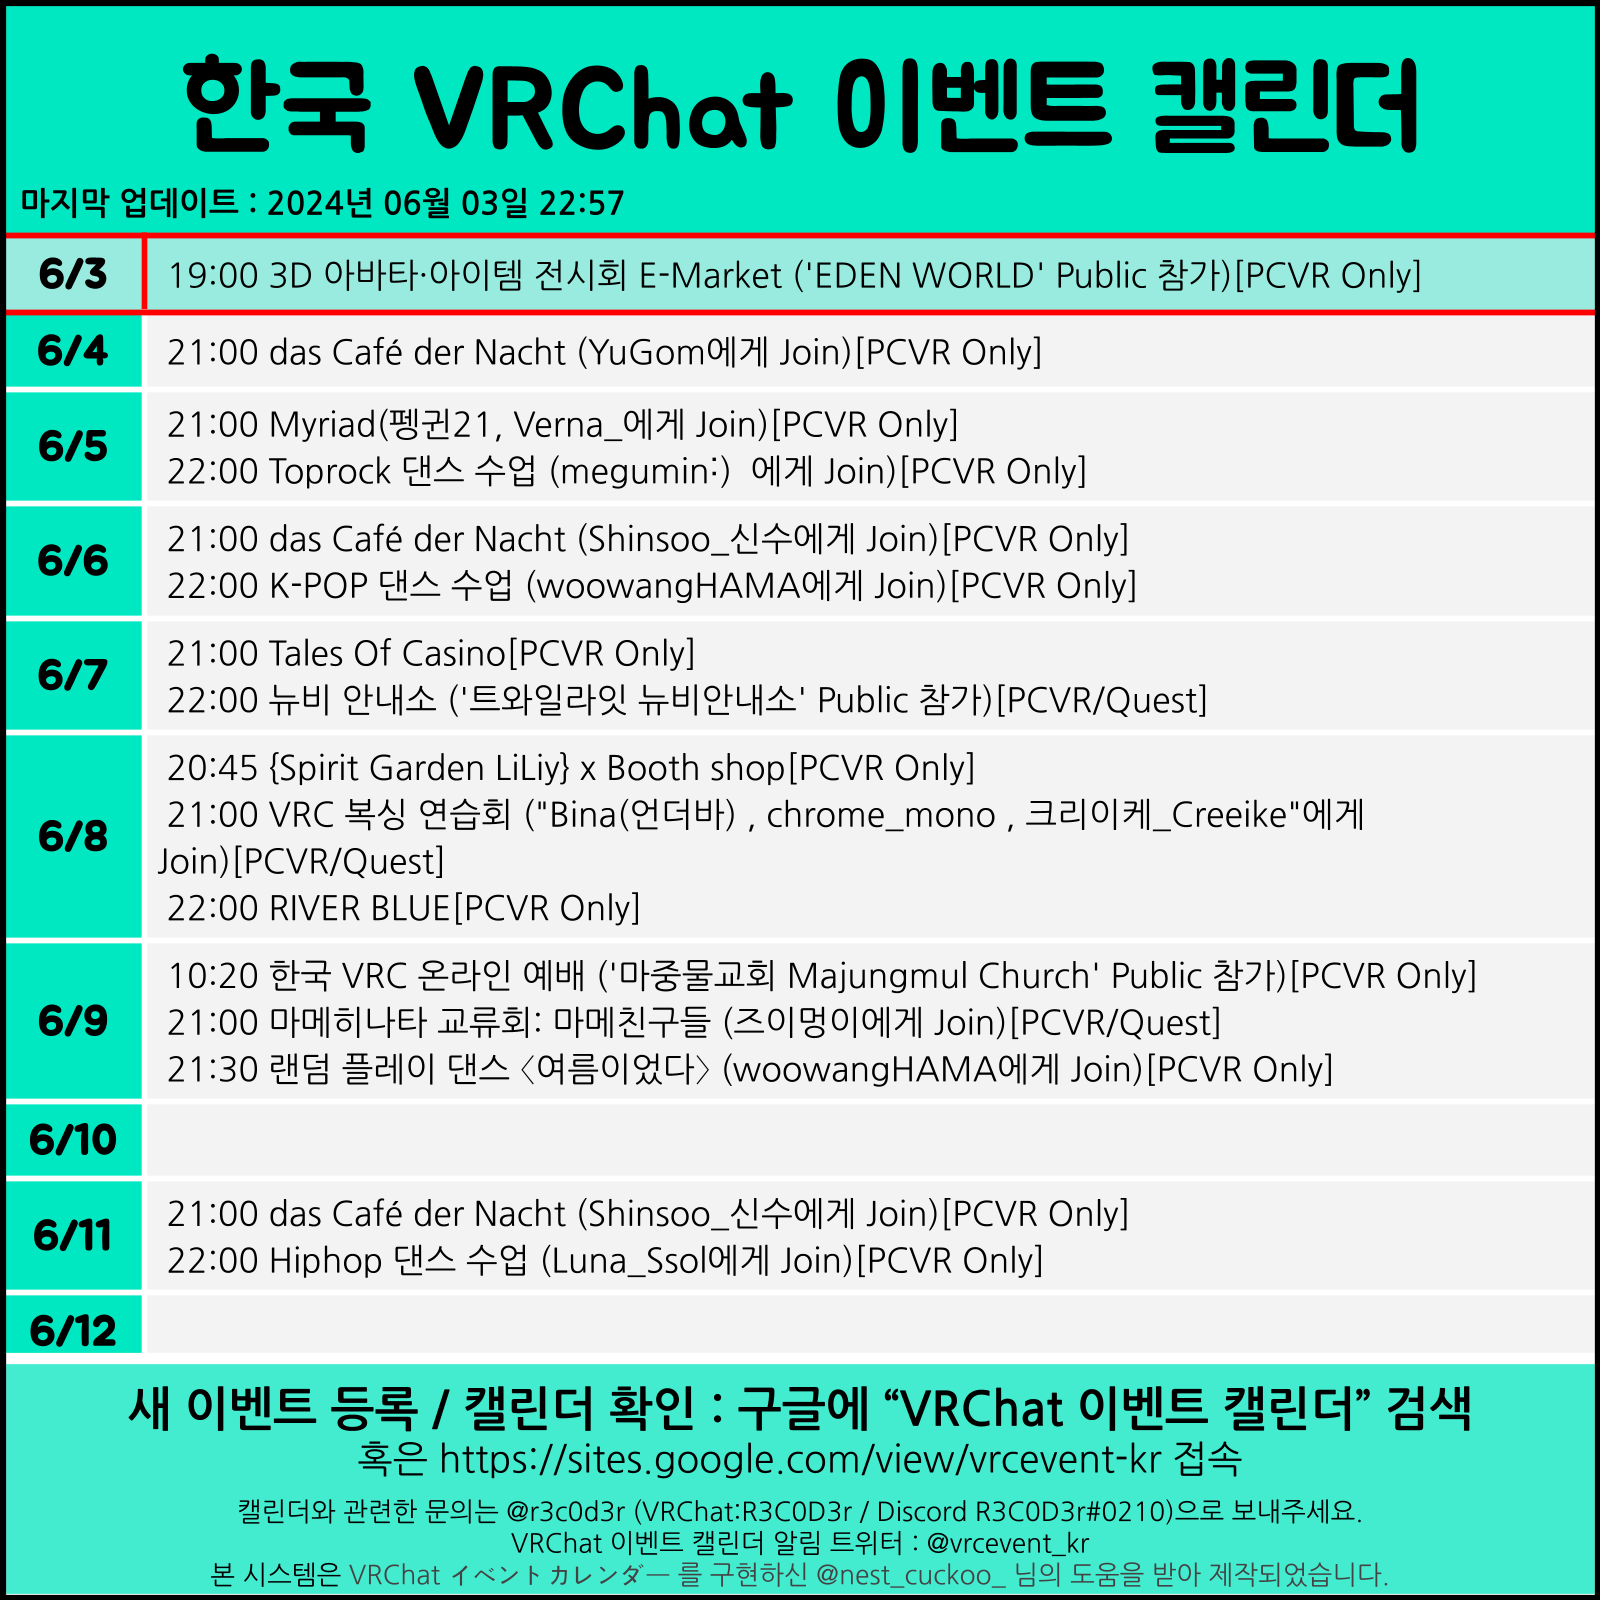 한국 VRChat 이벤트 캘린더
마지막 업데이트 : 2024년 06월 03일 22:57
6/3
19:00 3D 아바타·아이템 전시회 E-Market ('EDEN WORLD' Public 참가)[PCVR Only]
6/4
21:00 das Café der Nacht (YuGom에게 Join)[PCVR Only]
6/5
21:00 Myriad(펭귄21, Verna_에게 Join)[PCVR Only]
22:00 Toprock 댄스 수업 (megumin:)  에게 Join)[PCVR Only]
6/6
21:00 das Café der Nacht (Shinsoo_신수에게 Join)[PCVR Only]
22:00 K-POP 댄스 수업 (woowangHAMA에게 Join)[PCVR Only]
6/7
21:00 Tales Of Casino[PCVR Only]
22:00 뉴비 안내소 ('트와일라잇 뉴비안내소' Public 참가)[PCVR/Quest]
6/8
20:45 {Spirit Garden LiLiy} x Booth shop[PCVR Only]
21:00 VRC 복싱 연습회 ("Bina(언더바) , chrome_mono , 크리이케_Creeike"에게
Join)[PCVR/Quest]
22:00 RIVER BLUE[PCVR Only]
6/9
10:20 한국 VRC 온라인 예배 ('마중물교회 Majungmul Church' Public 참가)[PCVR Only]
21:00 마메히나타 교류회: 마메친구들 (즈이멍이에게 Join)[PCVR/Quest]
21:30 랜덤 플레이 댄스 〈여름이었다〉 (woowangHAMA에게 Join)[PCVR Only]
6/10
6/11
21:00 das Café der Nacht (Shinsoo_신수에게 Join)[PCVR Only]
22:00 Hiphop 댄스 수업 (Luna_Ssol에게 Join)[PCVR Only]
6/12
새 이벤트 등록 / 캘린더 확인 : 구글에 “VRChat 이벤트 캘린더” 검색
혹은 https://sites.google.com/view/vrcevent-kr 접속
캘린더와 관련한 문의는 @r3c0d3r (VRChat:R3C0D3r / Discord R3C0D3r#0210)으로 보내주세요.
VRChat 이벤트 캘린더 알림 트위터 : @vrcevent_kr
본 시스템은 VRChat イベントカレンダー 를 구현하신 @nest_cuckoo_ 님의 도움을 받아 제작되었습니다.